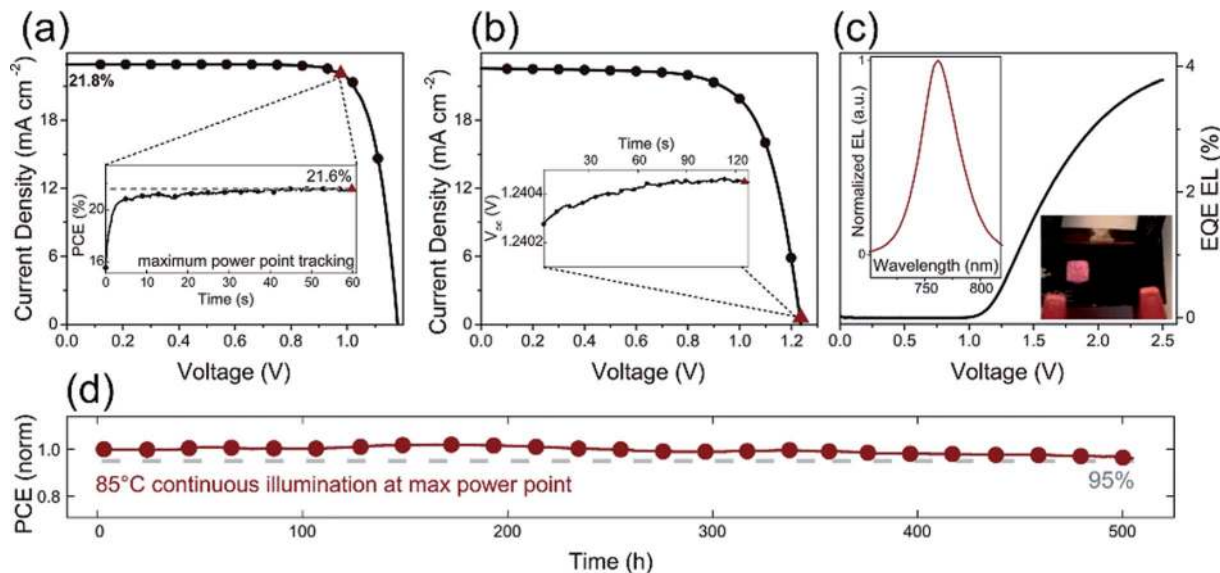 (a)
Current Density (mA cm⁻²)
18
12
6
0
0.0 0.2 0.4 0.6 0.8 1.0
Voltage (V)
21.8%
PCE (%)
20
16
21.6%
maximum power point tracking
0 10 20 30 40 50 60
Time (s)
(b)
Current Density (mA cm⁻²)
18
12
6
0
0.0 0.2 0.4 0.6 0.8 1.0 1.2
Voltage (V)
Time (s)
30 60 90 120
V_oc (V)
1.2404
1.2402
(c)
Normalized EL (a.u.)
1
0
Wavelength (nm)
750 800
EQE EL (%)
4
2
0
0.0 0.5 1.0 1.5 2.0 2.5
Voltage (V)
(d)
PCE (norm)
1.0
0.8
85°C continuous illumination at max power point
95%
0 100 200 300 400 500
Time (h)